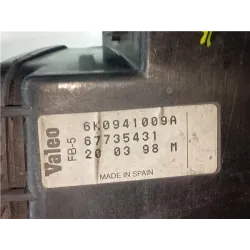 Valeo
FB-5
6K0941009A
67735431
20 03 98 M
MADE IN SPAIN